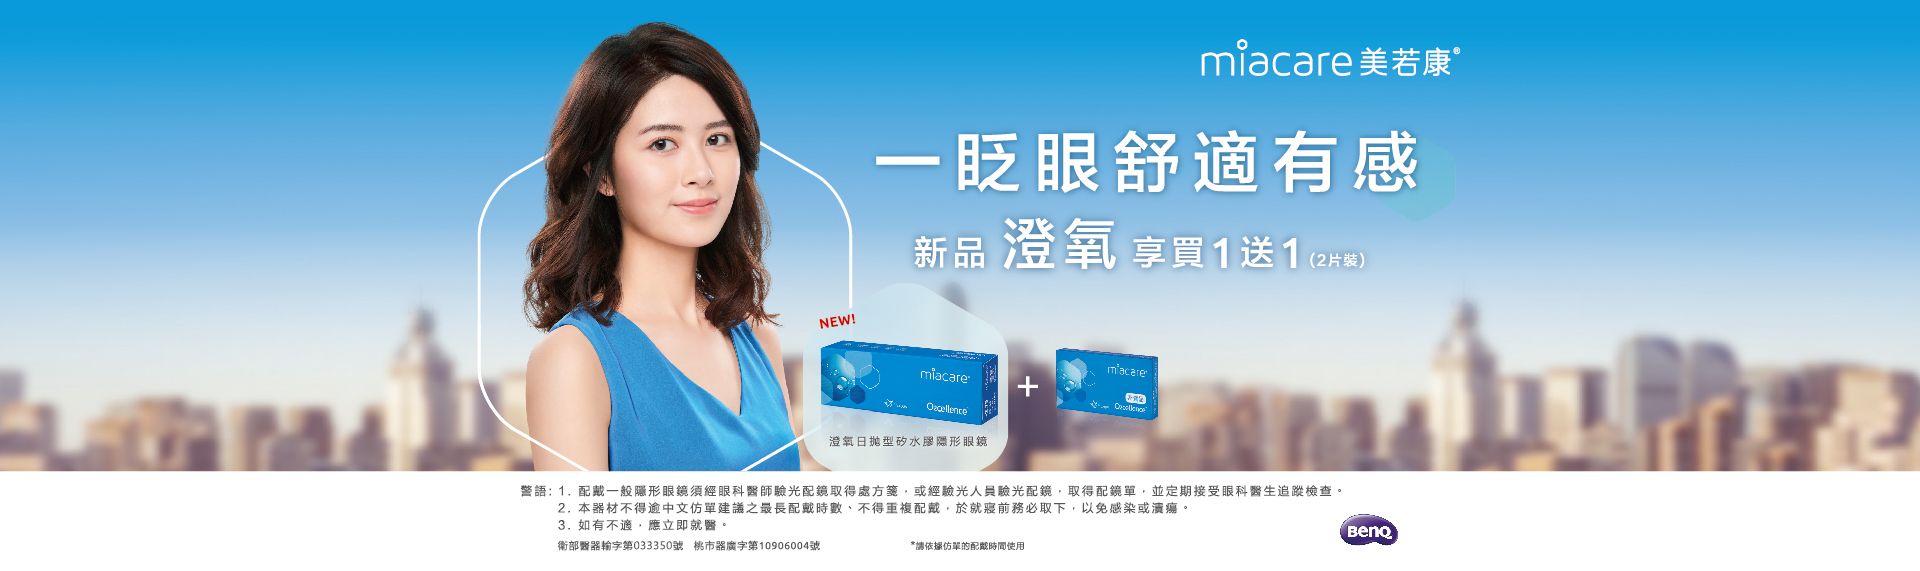 miacare 美若康®
一眨眼舒適有感
新品 澄氧 享買1送1(2片裝)
NEW!
miacare®
O2cellence™
+
miacare®
O2cellence™
澄氧日拋型矽水膠隱形眼鏡
警語: 1. 配戴一般隱形眼鏡須經眼科醫師驗光配鏡取得處方箋，或經驗光人員驗光配鏡，取得配鏡單，並定期接受眼科醫生追蹤檢查。
2. 本器材不得逾中文仿單建議之最長配戴時數、不得重複配戴，於就寢前務必取下，以免感染或潰瘍。
3. 如有不適，應立即就醫。
衛部醫器輸字第033350號 桃市器廣字第10906004號
*請依據仿單的配戴時間使用
BenQ